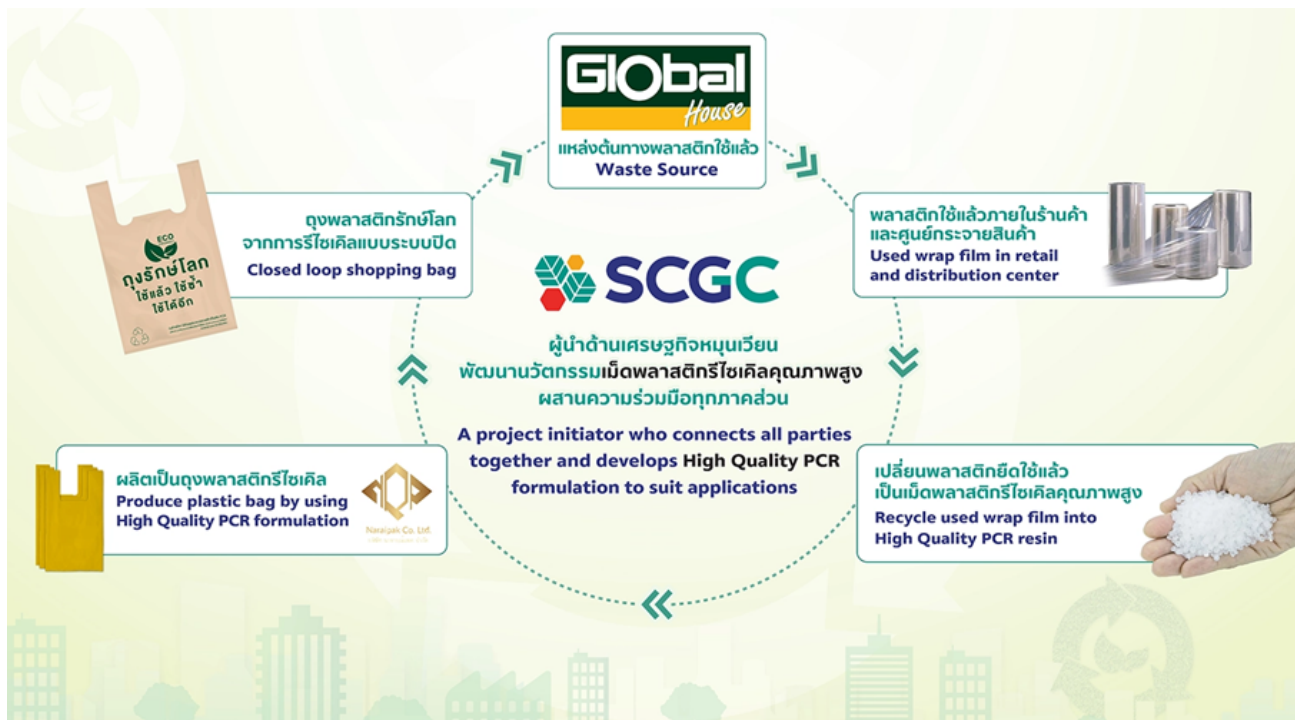 Global
House
แหล่งต้นทางพลาสติกใช้แล้ว
Waste Source
พลาสติกใช้แล้วภายในร้านค้า
และศูนย์กระจายสินค้า
Used wrap film in retail
and distribution center
เปลี่ยนพลาสติกยืดใช้แล้ว
เป็นเม็ดพลาสติกรีไซเคิลคุณภาพสูง
Recycle used wrap film into
High Quality PCR resin
ผลิตเป็นถุงพลาสติกรีไซเคิล
Produce plastic bag by using
High Quality PCR formulation
Naraipak Co., Ltd.
ถุงพลาสติกรักษ์โลก
จากการรีไซเคิลแบบระบบปิด
Closed loop shopping bag
ECO
ถุงรักษ์โลก
ใช้แล้ว ใช้ซ้ำ
ใช้ได้อีก
SCGC
ผู้นำด้านเศรษฐกิจหมุนเวียน
พัฒนานวัตกรรมเม็ดพลาสติกรีไซเคิลคุณภาพสูง
ผสานความร่วมมือทุกภาคส่วน
A project initiator who connects all parties
together and develops High Quality PCR
formulation to suit applications